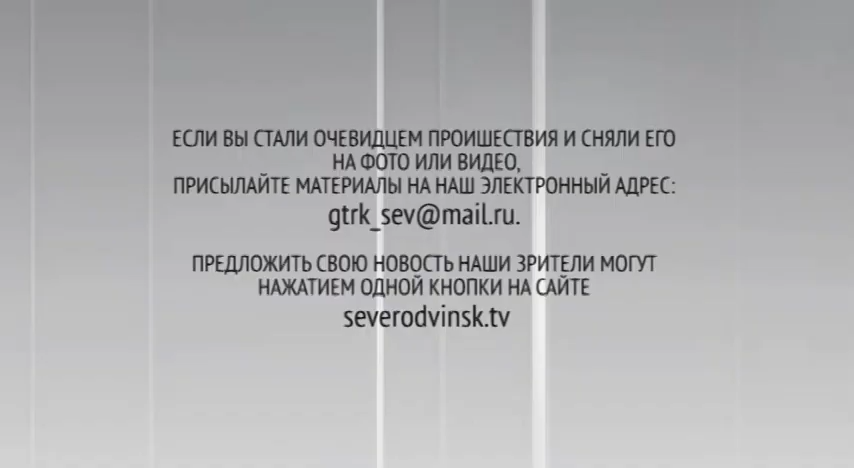 ЕСЛИ ВЫ СТАЛИ ОЧЕВИДЦЕМ ПРОИШЕСТВИЯ И СНЯЛИ ЕГО
НА ФОТО ИЛИ ВИДЕО,
ПРИСЫЛАЙТЕ МАТЕРИАЛЫ НА НАШ ЭЛЕКТРОННЫЙ АДРЕС:
gtrk_sev@mail.ru.
ПРЕДЛОЖИТЬ СВОЮ НОВОСТЬ НАШИ ЗРИТЕЛИ МОГУТ
НАЖАТИЕМ ОДНОЙ КНОПКИ НА САЙТЕ
severodvinsk.tv